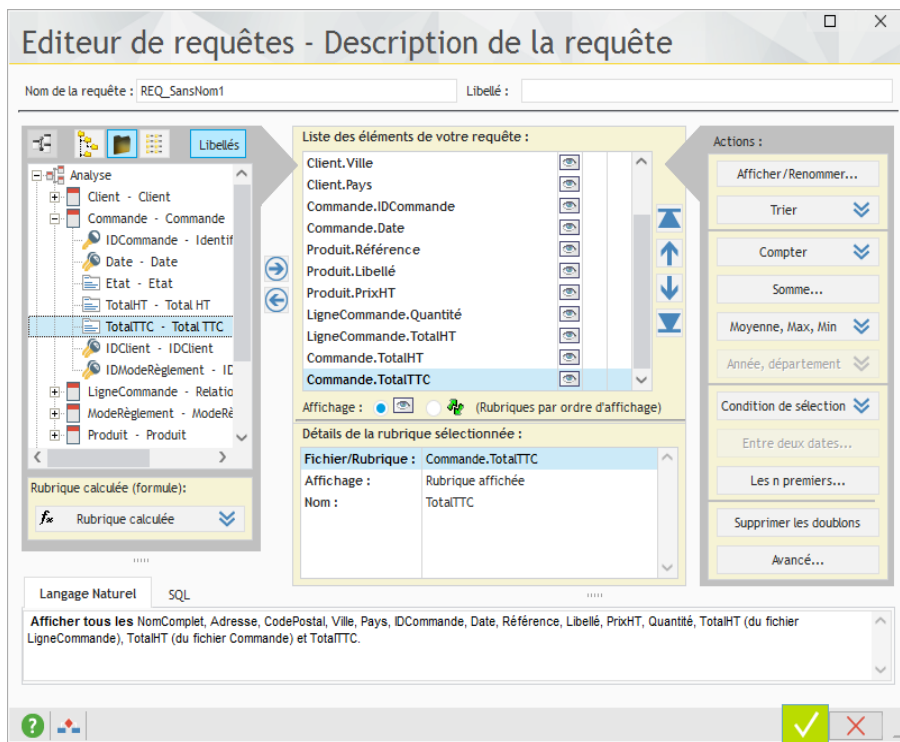 Editeur de requêtes - Description de la requête
Nom de la requête : REQ_SansNom1
Libellé :
Libellés
Analyse
Client - Client
Commande - Commande
IDCommande - Identif
Date - Date
Etat - Etat
TotalHT - Total HT
TotalTTC - Total TTC
IDClient - IDClient
IDModeRèglement - ID
LigneCommande - Relatio
ModeRèglement - ModeRè
Produit - Produit
Rubrique calculée (formule):
fx Rubrique calculée
Liste des éléments de votre requête :
Client.Ville
Client.Pays
Commande.IDCommande
Commande.Date
Produit.Référence
Produit.Libellé
Produit.PrixHT
LigneCommande.Quantité
LigneCommande.TotalHT
Commande.TotalHT
Commande.TotalTTC
Affichage : (Rubriques par ordre d'affichage)
Détails de la rubrique sélectionnée :
Fichier/Rubrique : Commande.TotalTTC
Affichage : Rubrique affichée
Nom : TotalTTC
Actions :
Afficher/Renommer...
Trier
Compter
Somme...
Moyenne, Max, Min
Année, département
Condition de sélection
Entre deux dates...
Les n premiers...
Supprimer les doublons
Avancé...
Langage Naturel SQL
Afficher tous les NomComplet, Adresse, CodePostal, Ville, Pays, IDCommande, Date, Référence, Libellé, PrixHT, Quantité, TotalHT (du fichier
LigneCommande), TotalHT (du fichier Commande) et TotalTTC.
?